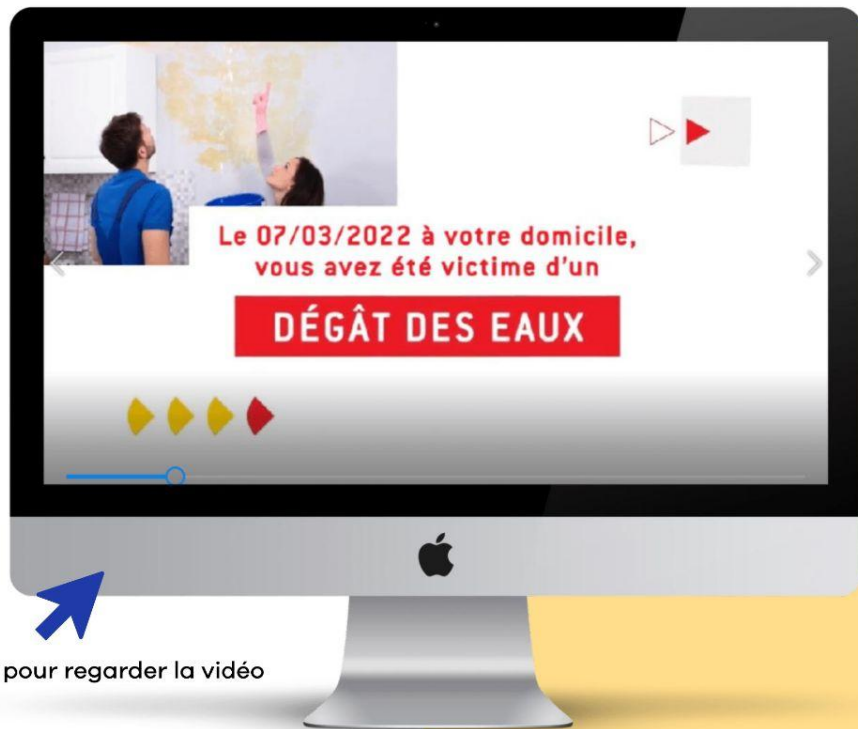 Le 07/03/2022 à votre domicile,
vous avez été victime d'un
DÉGÂT DES EAUX
pour regarder la vidéo